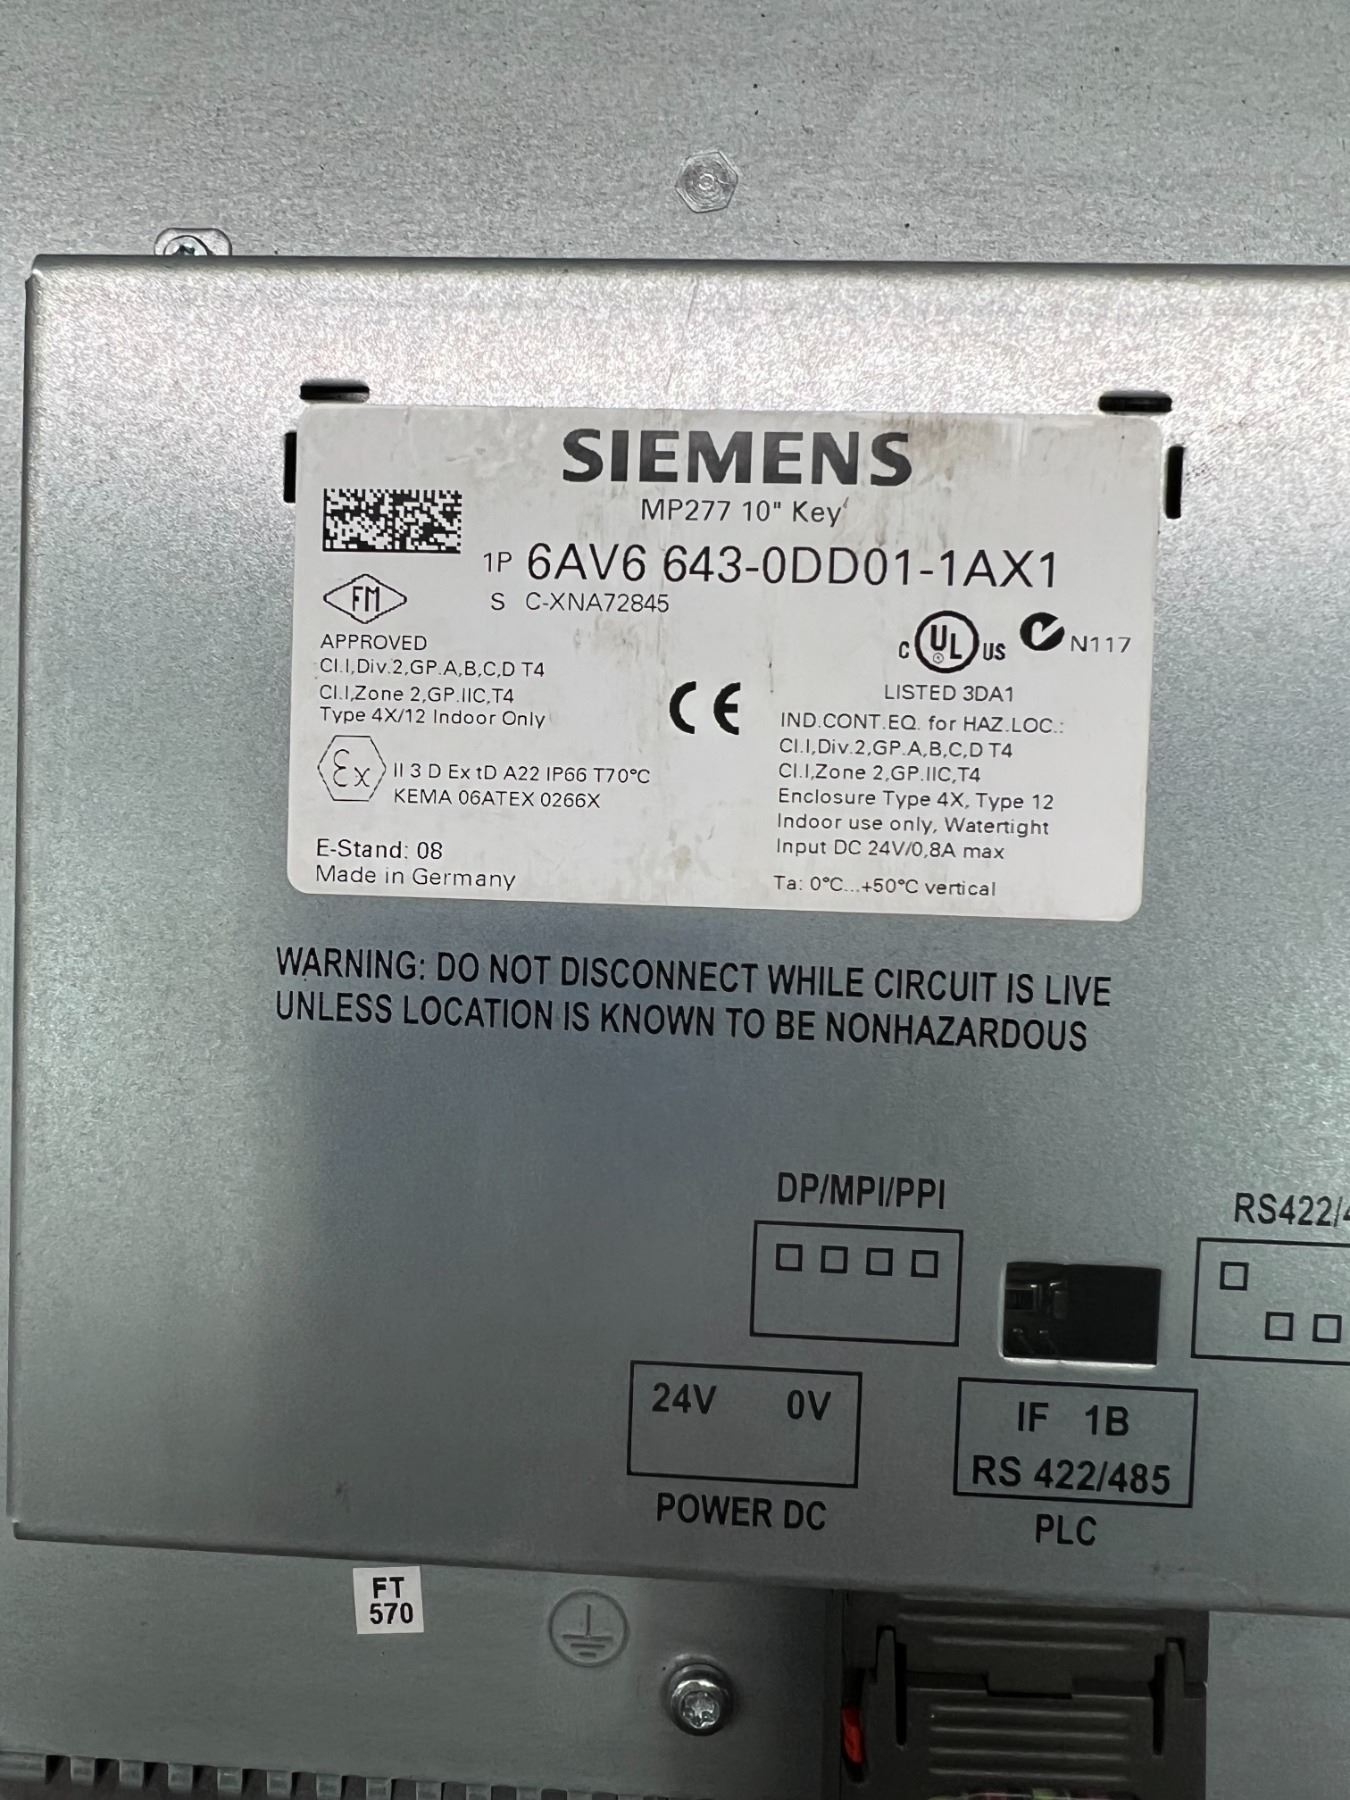 SIEMENS
MP277 10" Key
1P 6AV6 643-0DD01-1AX1
S C-XNA72845
FM
APPROVED
Cl.I,Div.2,GP.A,B,C,D T4
Cl.I,Zone 2,GP.IIC,T4
Type 4X/12 Indoor Only
Ex II 3 D Ex tD A22 IP66 T70°C
KEMA 06ATEX 0266X
E-Stand: 08
Made in Germany
CE
C UL US N117
LISTED 3DA1
IND.CONT.EQ. for HAZ.LOC.:
Cl.I,Div.2,GP.A,B,C,D T4
Cl.I,Zone 2,GP.IIC,T4
Enclosure Type 4X, Type 12
Indoor use only, Watertight
Input DC 24V/0,8A max
Ta: 0°C...+50°C vertical
WARNING: DO NOT DISCONNECT WHILE CIRCUIT IS LIVE
UNLESS LOCATION IS KNOWN TO BE NONHAZARDOUS
DP/MPI/PPI
RS422/4
24V 0V
POWER DC
IF 1B
RS 422/485
PLC
FT
570